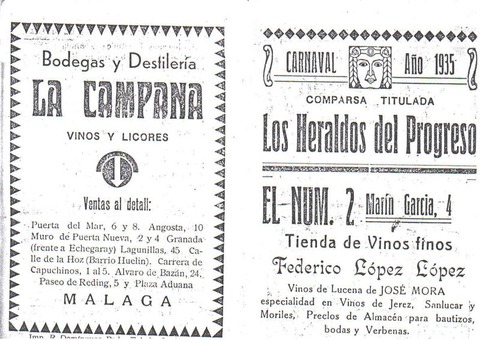 Bodegas y Destilería
LA CAMPANA
VINOS Y LICORES
Ventas al detall:
Puerta del Mar, 6 y 8. Angosta, 10
Muro de Puerta Nueva, 2 y 4 Granada
(frente a Echegaray) Lagunillas, 45 Ca-
lle de la Hoz (Barrio Huelin). Carrera de
Capuchinos, 1 al 5. Alvaro de Bazán, 24.
Paseo de Reding, 5 y Plaza Aduana
MALAGA
CARNAVAL Año 1935
COMPARSA TITULADA
Los Heraldos del Progreso
EL NUM. 2 Marín García, 4
Tienda de Vinos finos
Federico López López
Vinos de Lucena de JOSÉ MORA
especialidad en Vinos de Jerez, Sanlucar y
Moriles, Precios de Almacén para bautizos,
bodas y Verbenas.